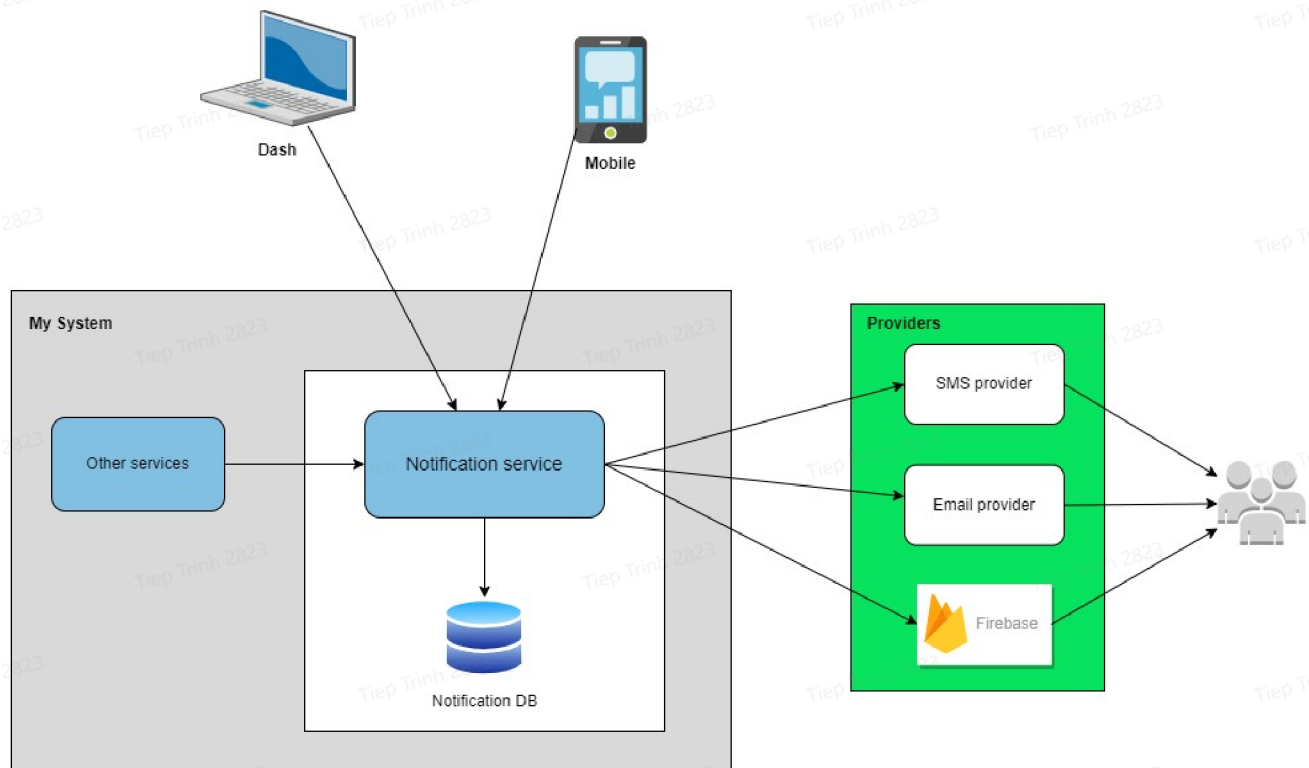 Dash
Mobile
My System
Providers
SMS provider
Other services
Notification service
Email provider
Firebase
Notification DB
Tiep Trinh 2823